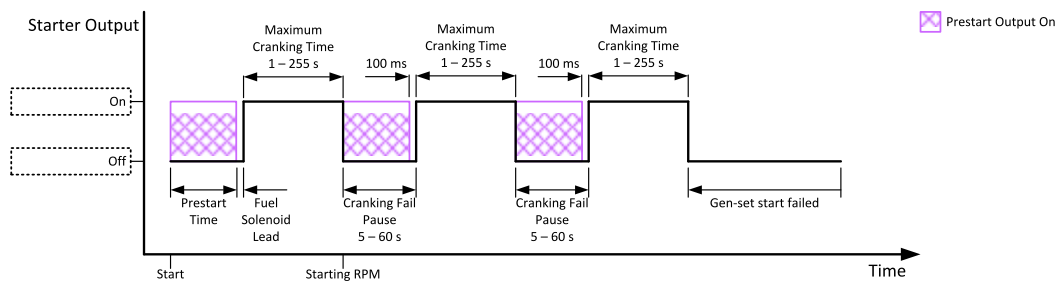 Starter Output
Prestart Output On
Maximum
Cranking Time
1 – 255 s
100 ms
Maximum
Cranking Time
1 – 255 s
100 ms
Maximum
Cranking Time
1 – 255 s
On
Off
Prestart
Time
Fuel
Solenoid
Lead
Cranking Fail
Pause
5 – 60 s
Cranking Fail
Pause
5 – 60 s
Gen-set start failed
Start
Starting RPM
Time